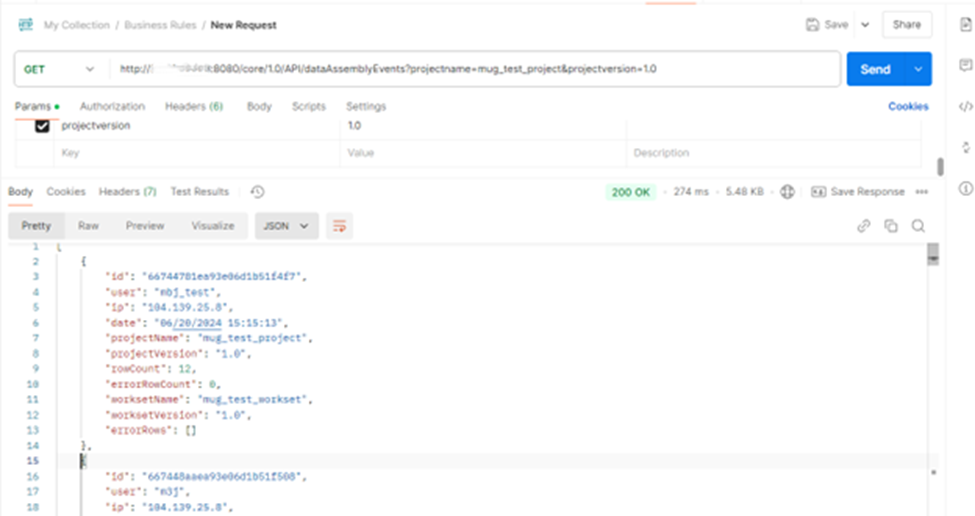 My Collection / Business Rules / New Request
Save
Share
GET
http:// :8080/core/1.0/API/dataAssemblyEvents?projectname=mug_test_project&projectversion=1.0
Send
Params
Authorization
Headers (6)
Body
Scripts
Settings
Cookies
projectversion
1.0
Key
Value
Description
Body
Cookies
Headers (7)
Test Results
200 OK
274 ms
5.48 KB
Save Response
Pretty
Raw
Preview
Visualize
JSON
1 [
2 {
3 "id": "66744781ea93e06d1b51f4f7",
4 "user": "mbj_test",
5 "ip": "104.139.25.8",
6 "date": "06/20/2024 15:15:13",
7 "projectName": "mug_test_project",
8 "projectVersion": "1.0",
9 "rowCount": 12,
10 "errorRowCount": 0,
11 "worksetName": "mug_test_workset",
12 "worksetVersion": "1.0",
13 "errorRows": []
14 },
15 {
16 "id": "667448aaea93e06d1b51f508",
17 "user": "m3j",
18 "ip": "104.139.25.8",